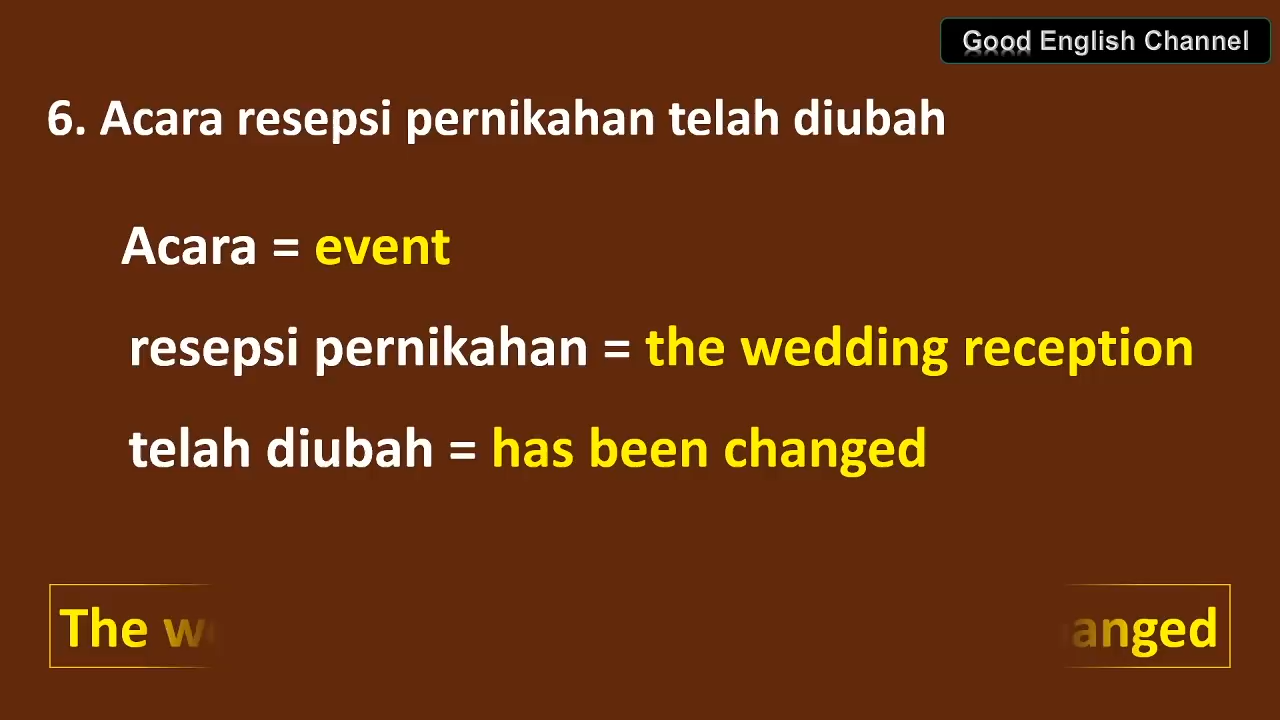 Good English Channel
6. Acara resepsi pernikahan telah diubah
Acara = event
resepsi pernikahan = the wedding reception
telah diubah = has been changed
The